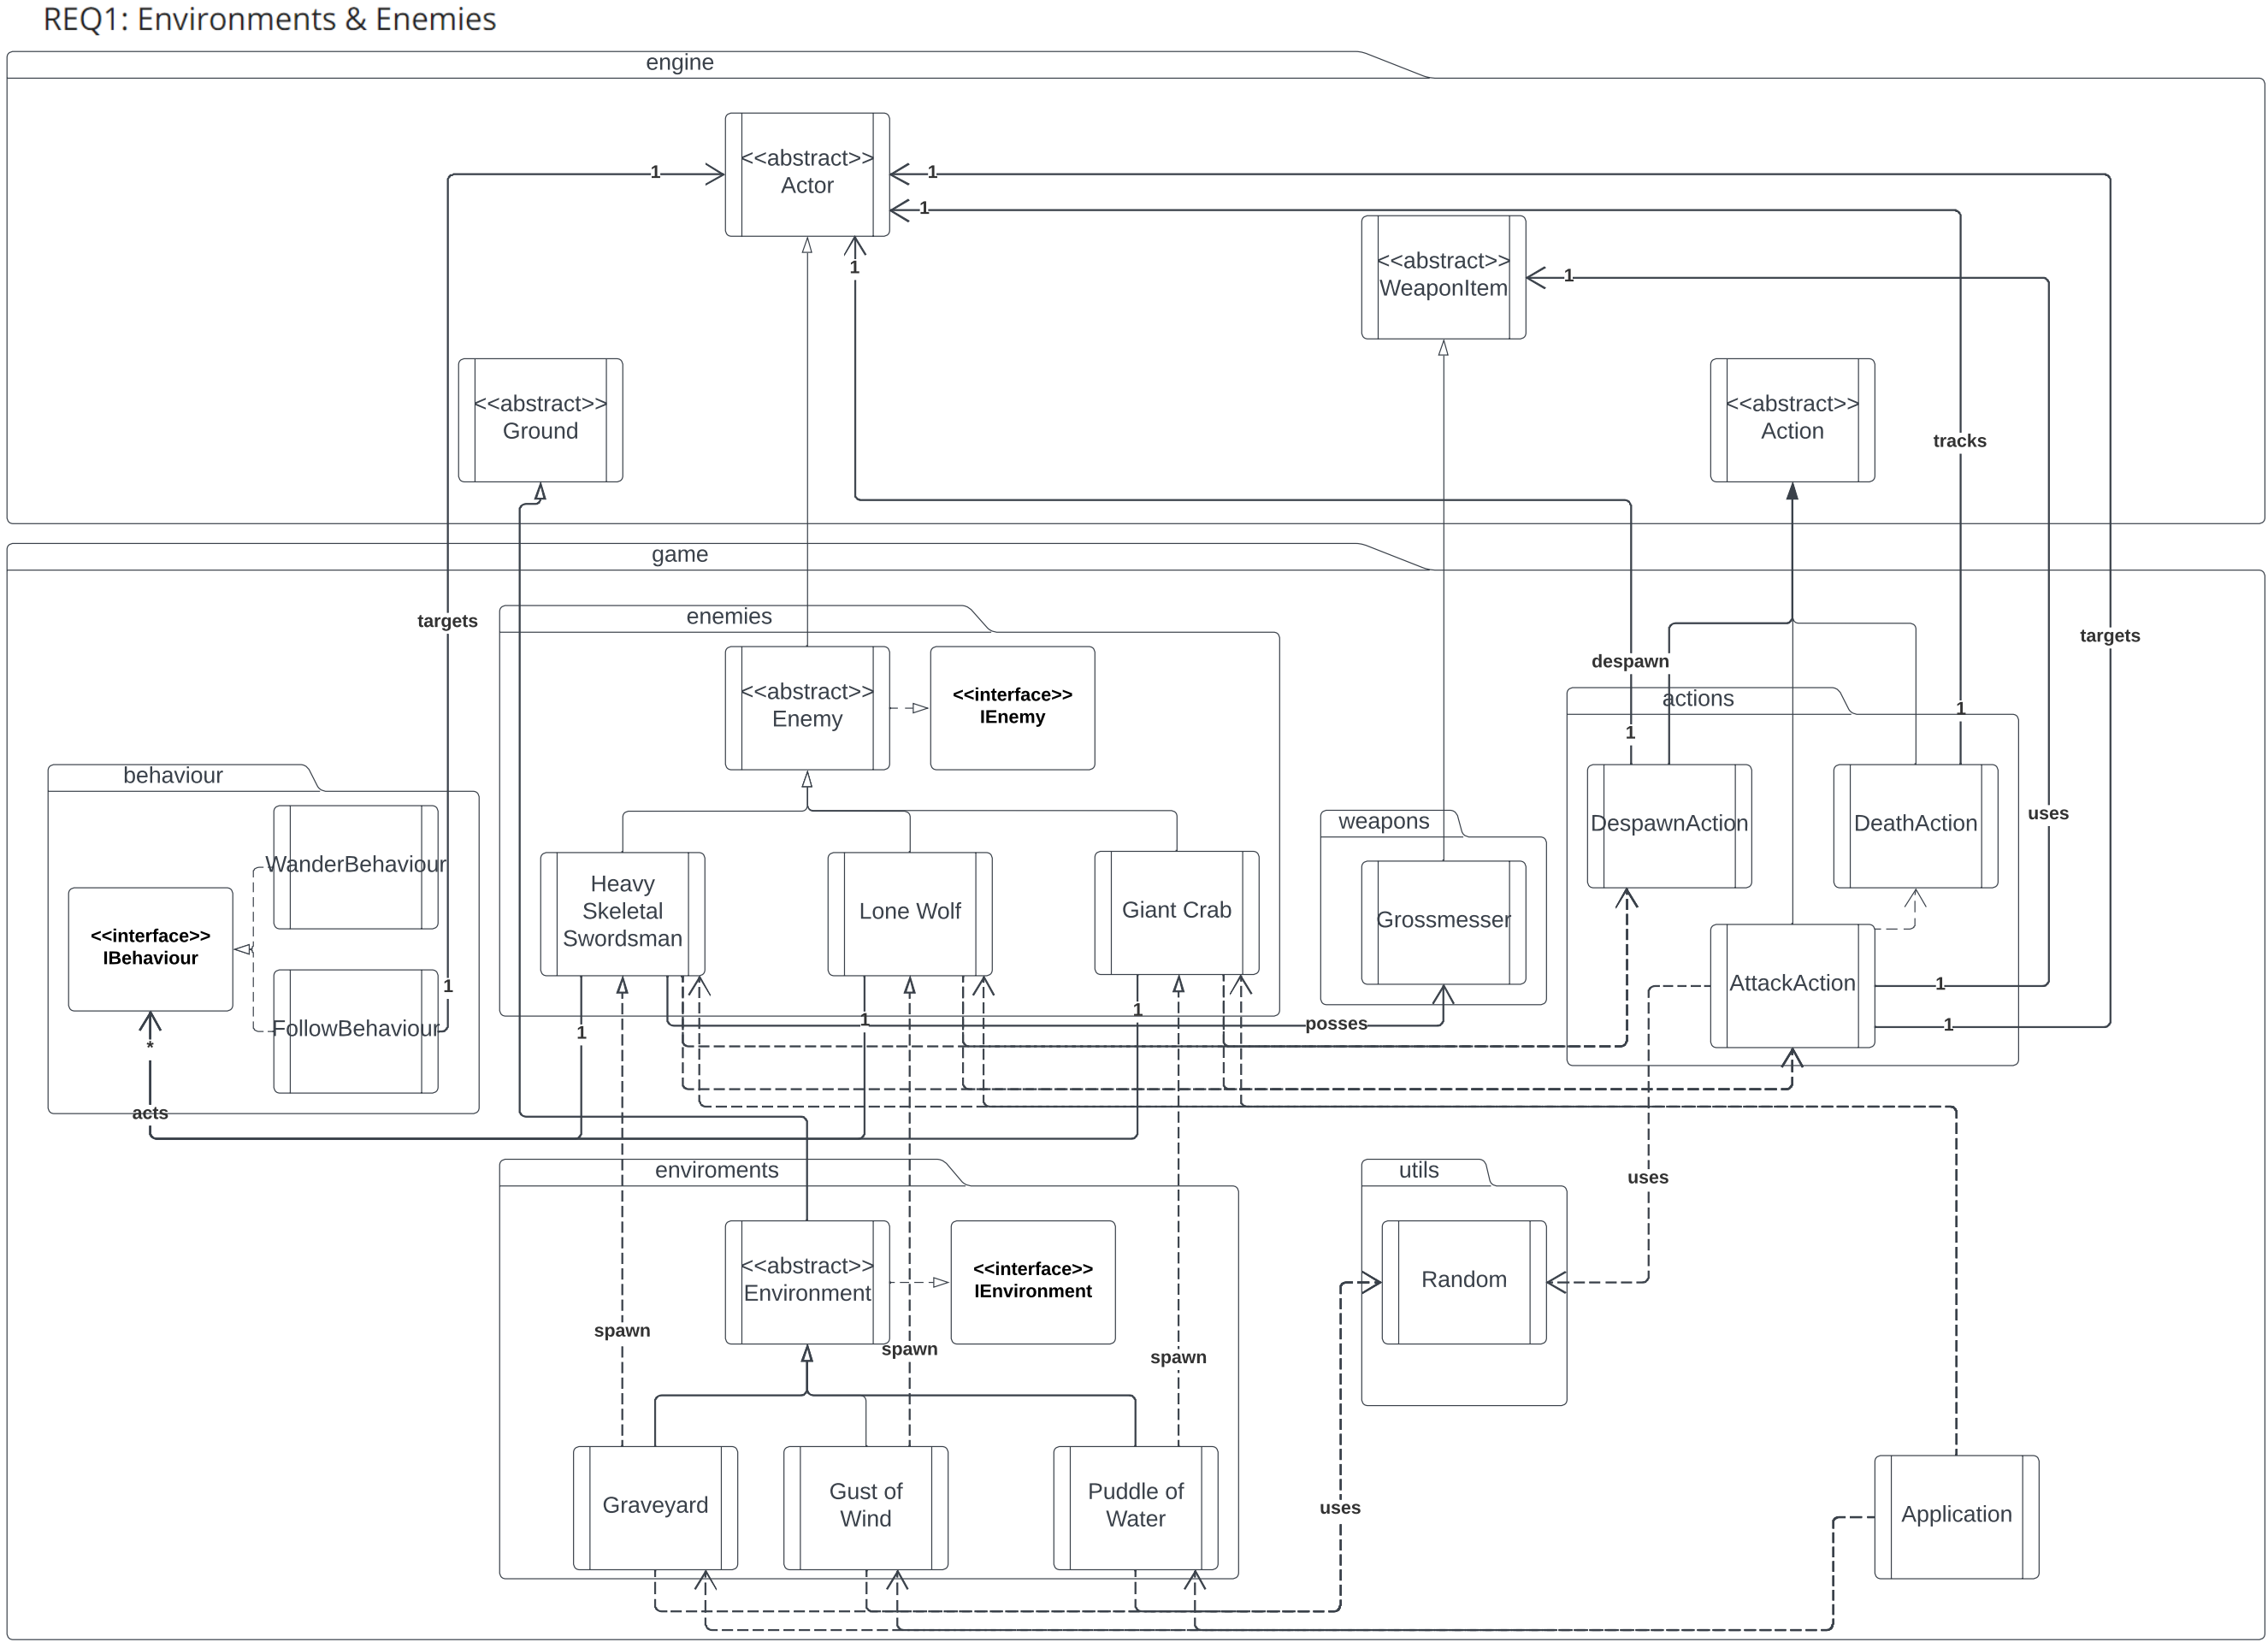 REQ1: Environments & Enemies
engine
<<abstract>>
Actor
1
1
1
1
<<abstract>>
WeaponItem
1
<<abstract>>
Ground
<<abstract>>
Action
tracks
game
targets
enemies
targets
<<abstract>>
Enemy
<<interface>>
IEnemy
despawn
actions
1
1
behaviour
WanderBehaviour
<<interface>>
IBehaviour
FollowBehaviour
1
*
acts
Heavy
Skeletal
Swordsman
Lone Wolf
Giant Crab
weapons
Grossmesser
DespawnAction
DeathAction
uses
AttackAction
1
1
1
1
1
posses
enviroments
utils
uses
<<abstract>>
Environment
<<interface>>
IEnvironment
Random
spawn
spawn
spawn
Graveyard
Gust of
Wind
Puddle of
Water
uses
Application